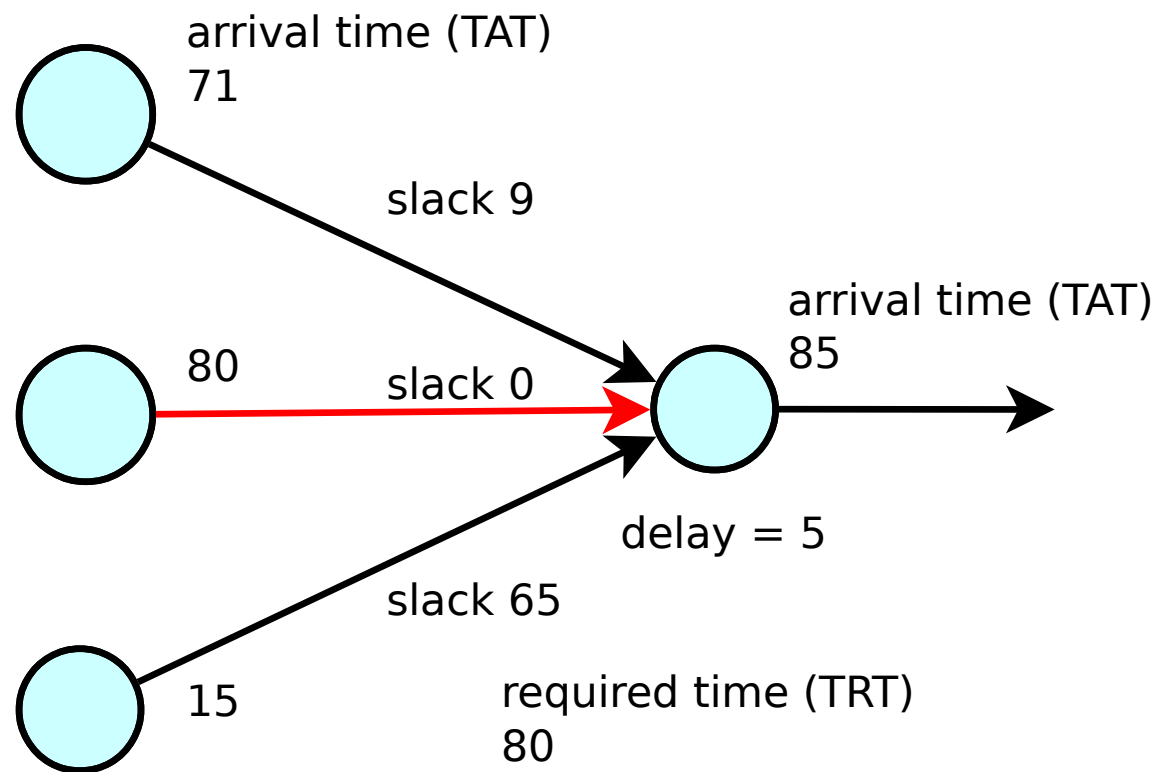 arrival time (TAT)
71
slack 9
arrival time (TAT)
85
80
slack 0
delay = 5
slack 65
15
required time (TRT)
80